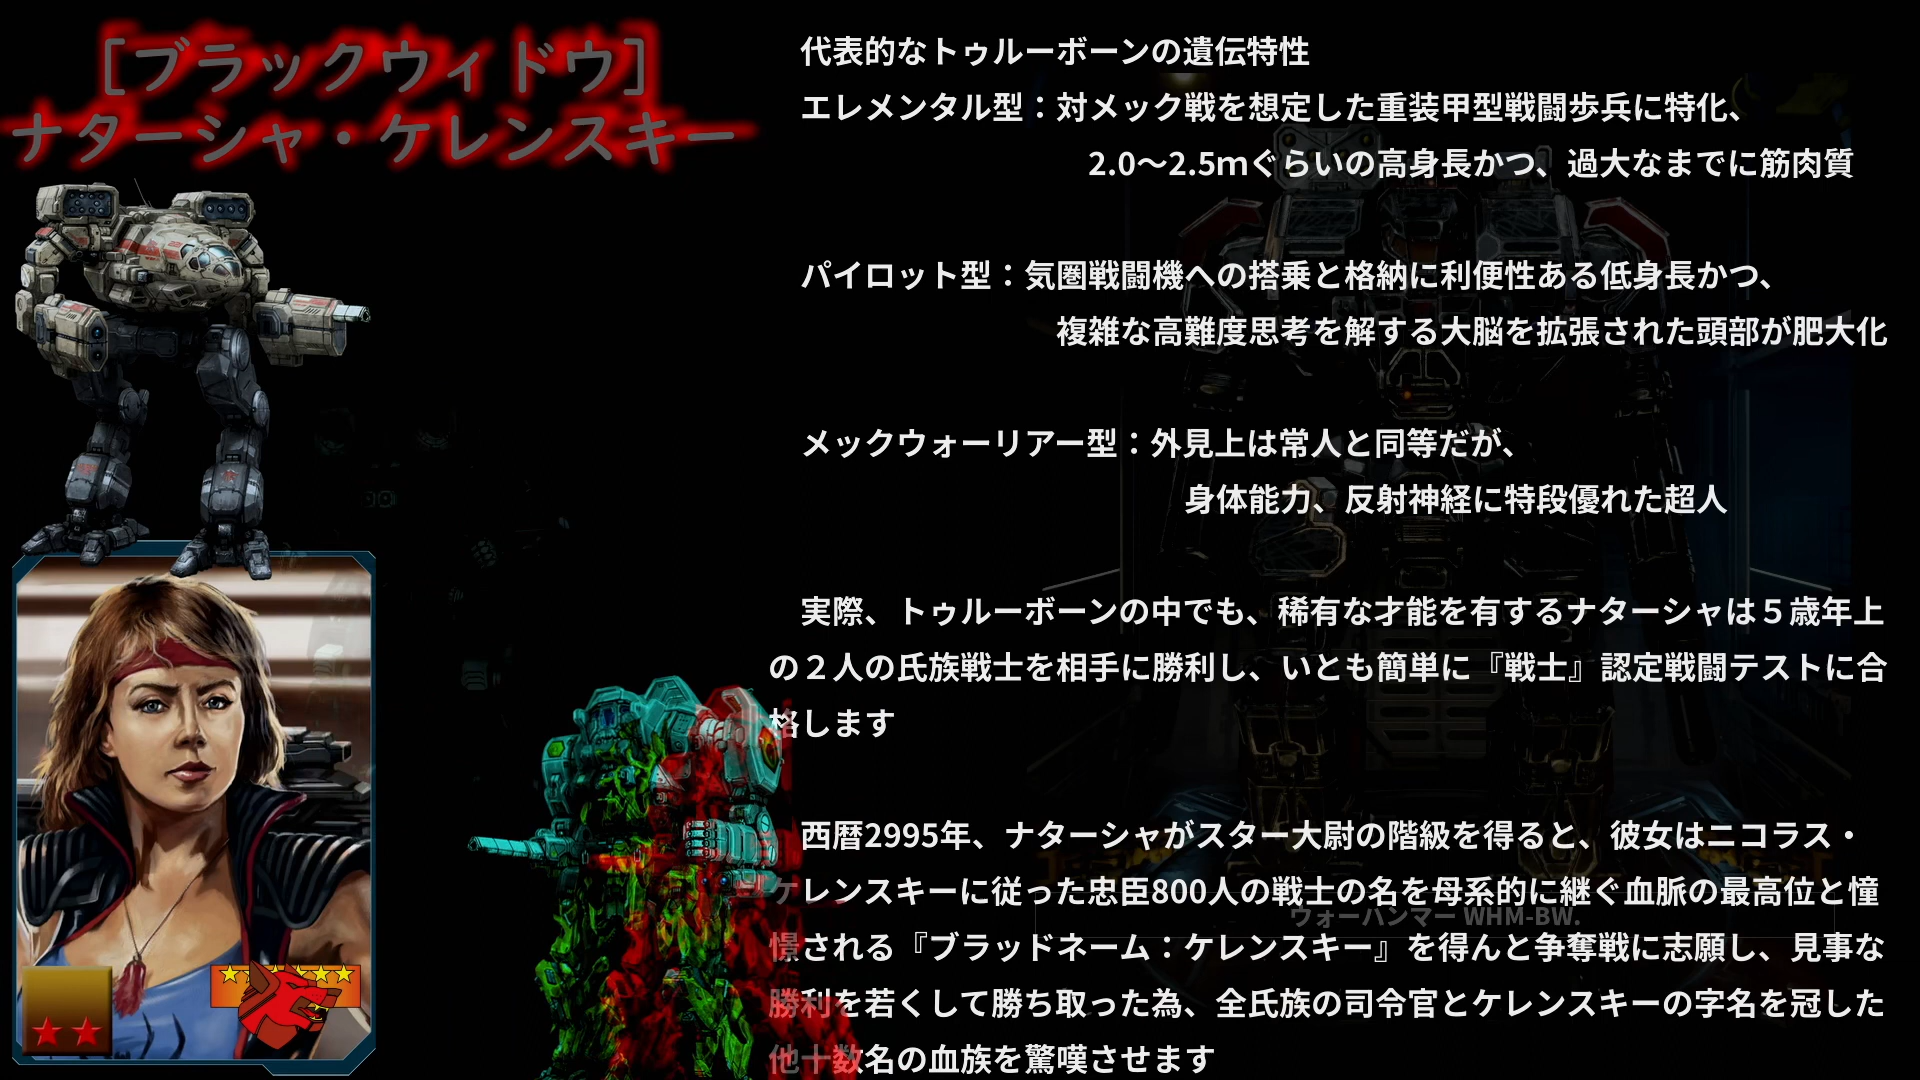 ［ブラックウィドウ］
ナターシャ・ケレンスキー
代表的なトゥルーボーンの遺伝特性
エレメンタル型：対メック戦を想定した重装甲型戦闘歩兵に特化、
2.0〜2.5mぐらいの高身長かつ、過大なまでに筋肉質
パイロット型：気圏戦闘機への搭乗と格納に利便性ある低身長かつ、
複雑な高難度思考を解する大脳を拡張された頭部が肥大化
メックウォーリアー型：外見上は常人と同等だが、
身体能力、反射神経に特段優れた超人
実際、トゥルーボーンの中でも、稀有な才能を有するナターシャは５歳年上
の２人の氏族戦士を相手に勝利し、いとも簡単に『戦士』認定戦闘テストに合
格します
西暦2995年、ナターシャがスター大尉の階級を得ると、彼女はニコラス・
ケレンスキーに従った忠臣800人の戦士の名を母系的に継ぐ血脈の最高位と憧
憬される『ブラッドネーム：ケレンスキー』を得んと争奪戦に志願し、見事な
勝利を若くして勝ち取った為、全氏族の司令官とケレンスキーの字名を冠した
他十数名の血族を驚嘆させます
ウォーハンマー WHM-BW.